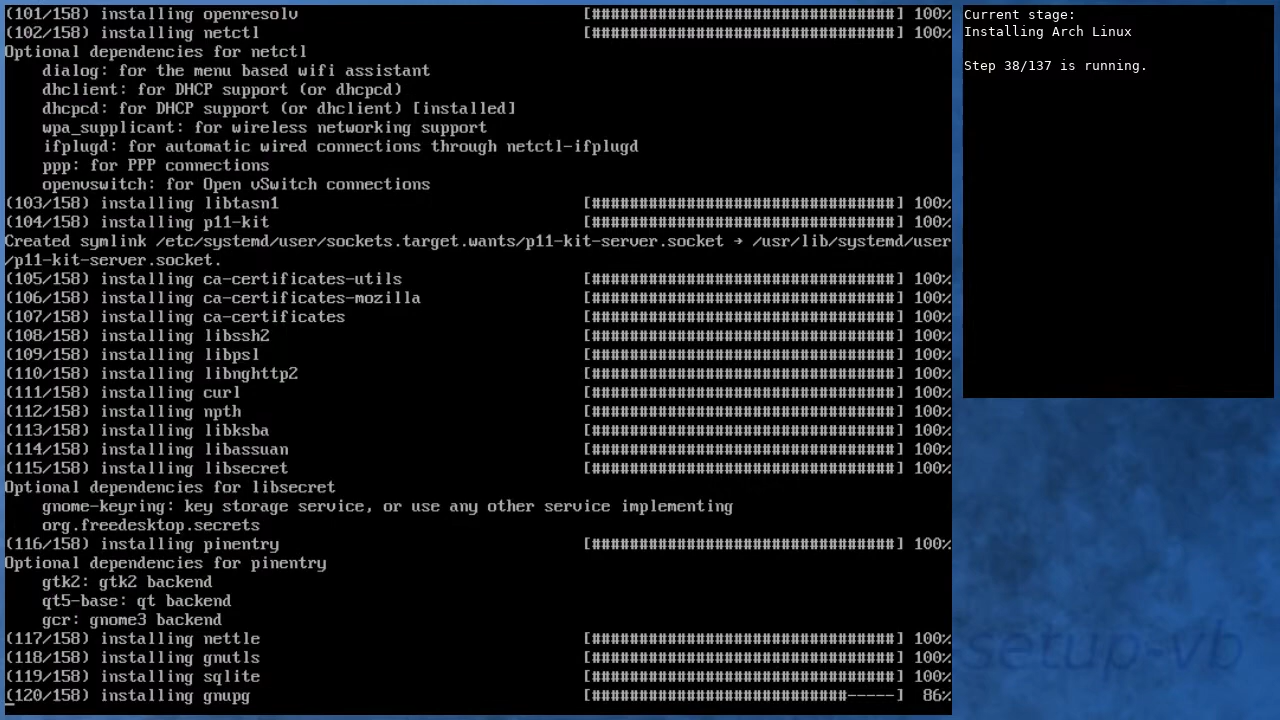 (101/158) installing openresolv [################################] 100%
(102/158) installing netctl [################################] 100%
Optional dependencies for netctl
dialog: for the menu based wifi assistant
dhclient: for DHCP support (or dhcpcd)
dhcpcd: for DHCP support (or dhclient) [installed]
wpa_supplicant: for wireless networking support
ifplugd: for automatic wired connections through netctl-ifplugd
ppp: for PPP connections
openvswitch: for Open vSwitch connections
(103/158) installing libtasn1 [################################] 100%
(104/158) installing p11-kit [################################] 100%
Created symlink /etc/systemd/user/sockets.target.wants/p11-kit-server.socket → /usr/lib/systemd/user
/p11-kit-server.socket.
(105/158) installing ca-certificates-utils [################################] 100%
(106/158) installing ca-certificates-mozilla [################################] 100%
(107/158) installing ca-certificates [################################] 100%
(108/158) installing libssh2 [################################] 100%
(109/158) installing libpsl [################################] 100%
(110/158) installing libnghttp2 [################################] 100%
(111/158) installing curl [################################] 100%
(112/158) installing npth [################################] 100%
(113/158) installing libksba [################################] 100%
(114/158) installing libassuan [################################] 100%
(115/158) installing libsecret [################################] 100%
Optional dependencies for libsecret
gnome-keyring: key storage service, or use any other service implementing
org.freedesktop.secrets
(116/158) installing pinentry [################################] 100%
Optional dependencies for pinentry
gtk2: gtk2 backend
qt5-base: qt backend
gcr: gnome3 backend
(117/158) installing nettle [################################] 100%
(118/158) installing gnutls [################################] 100%
(119/158) installing sqlite [################################] 100%
(120/158) installing gnupg [###########################-----] 86%
Current stage:
Installing Arch Linux
Step 38/137 is running.
setup-vb